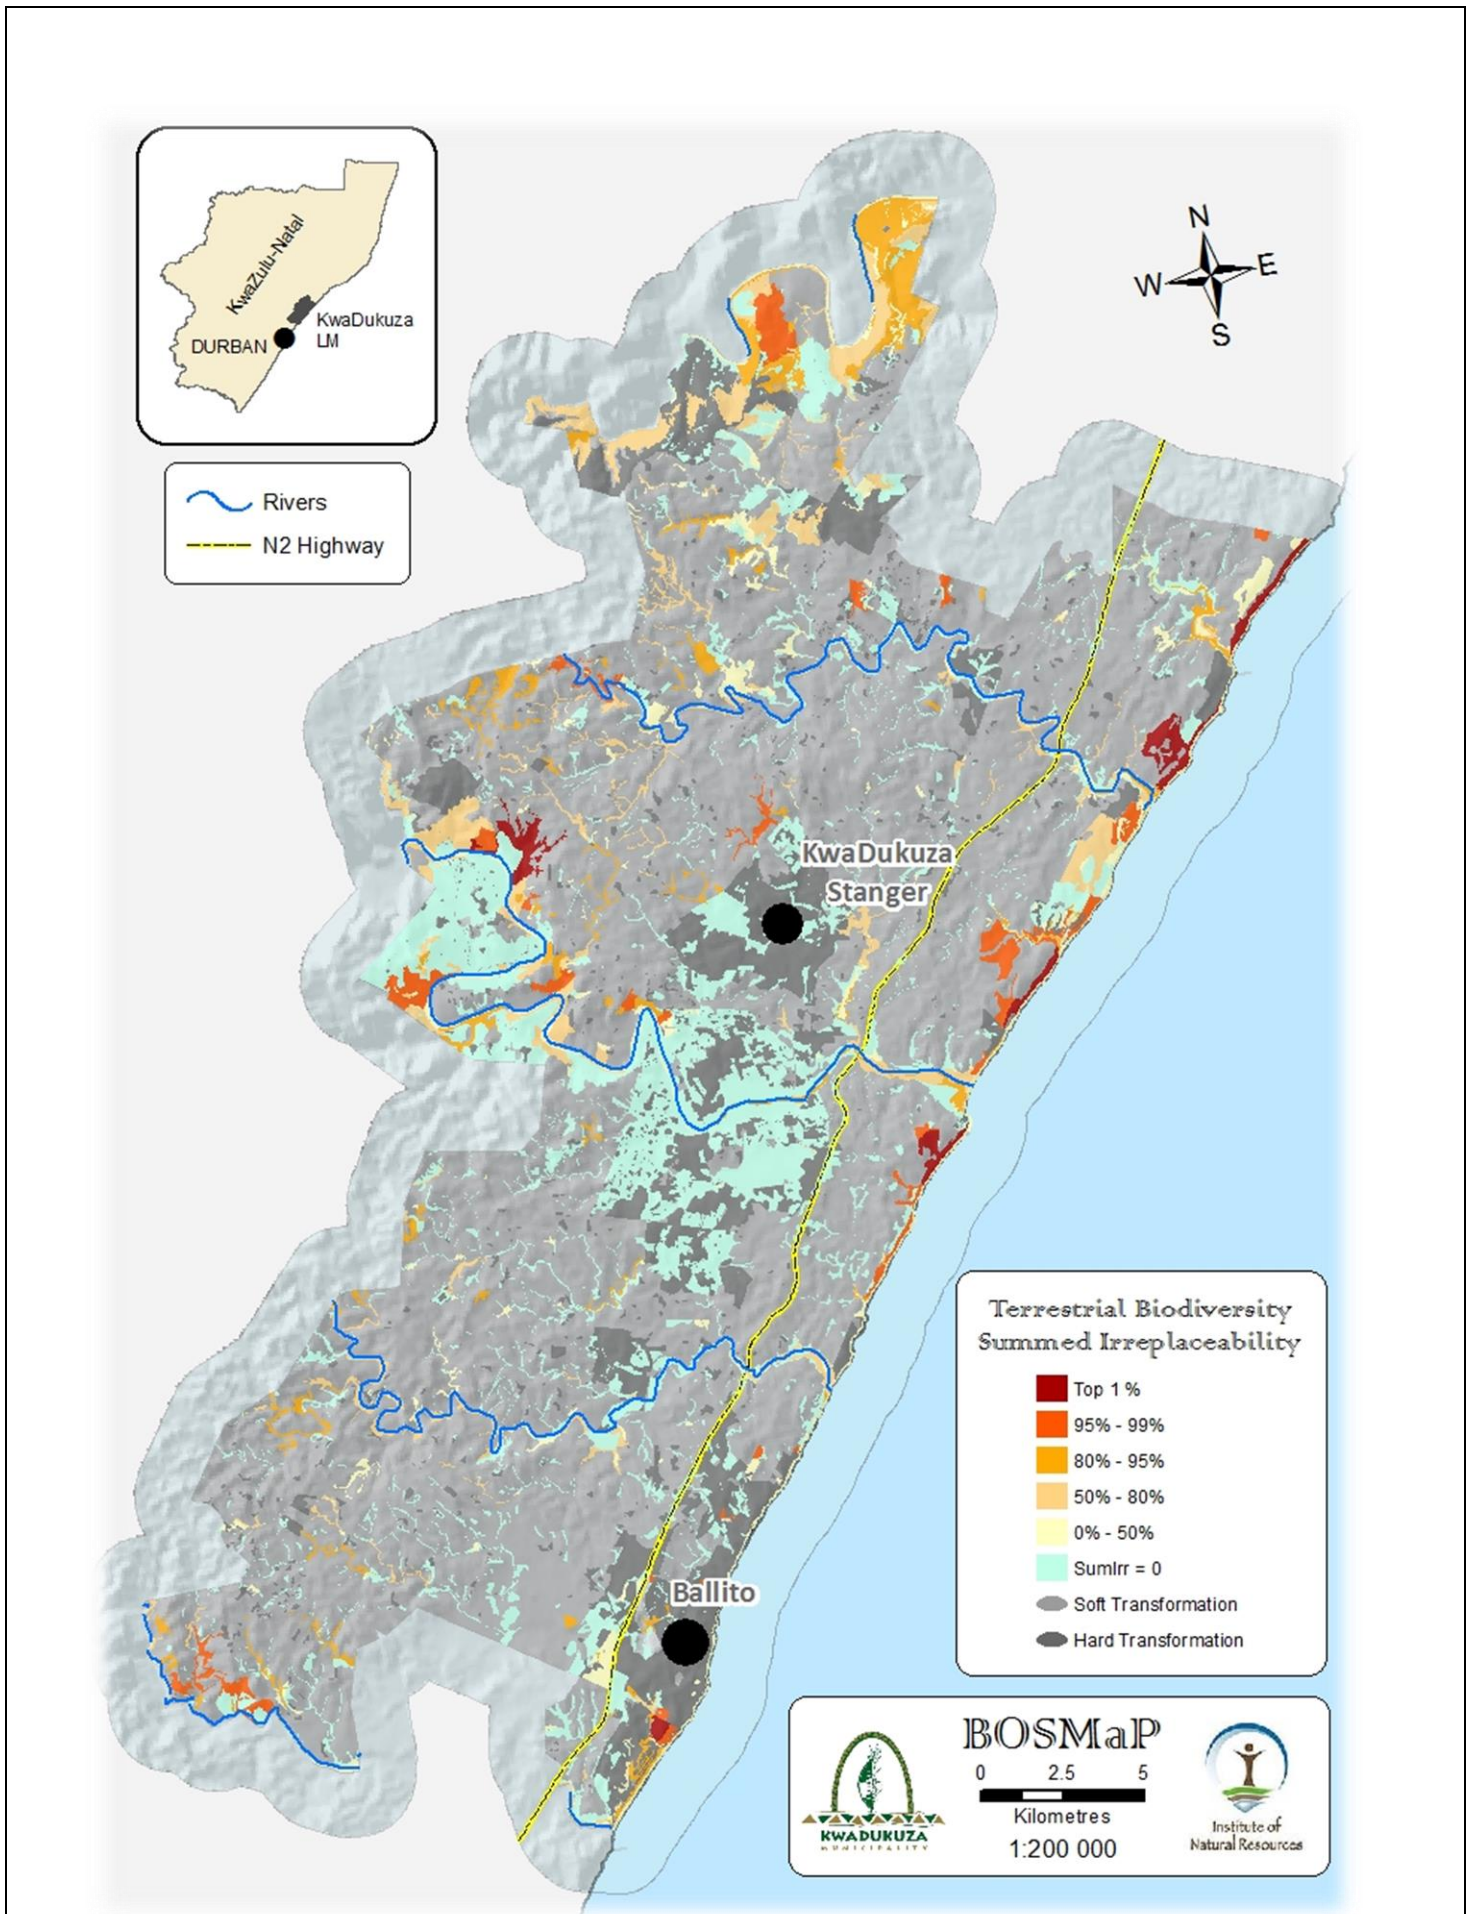 KwaZulu-Natal
DURBAN
KwaDukuza
LM
Rivers
N2 Highway
N
W
E
S
KwaDukuza
Stanger
Ballito
Terrestrial Biodiversity
Summed Irreplaceability
Top 1 %
95% - 99%
80% - 95%
50% - 80%
0% - 50%
SumIrr = 0
Soft Transformation
Hard Transformation
BOSMaP
0 2.5 5
Kilometres
1:200 000
KWADUKUZA
MUNICIPALITY
Institute of
Natural Resources